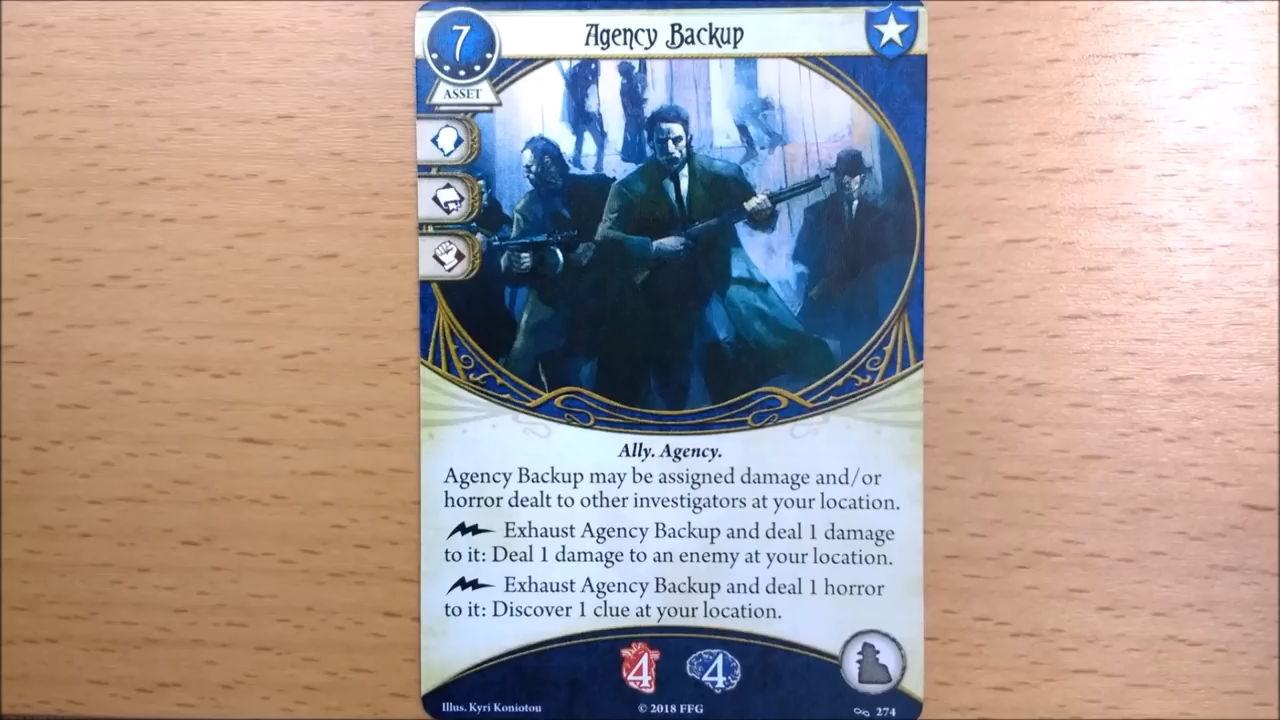 7
Agency Backup
ASSET
Ally. Agency.
Agency Backup may be assigned damage and/or
horror dealt to other investigators at your location.
Exhaust Agency Backup and deal 1 damage
to it: Deal 1 damage to an enemy at your location.
Exhaust Agency Backup and deal 1 horror
to it: Discover 1 clue at your location.
4 4
Illus. Kyri Koniotou © 2018 FFG 274